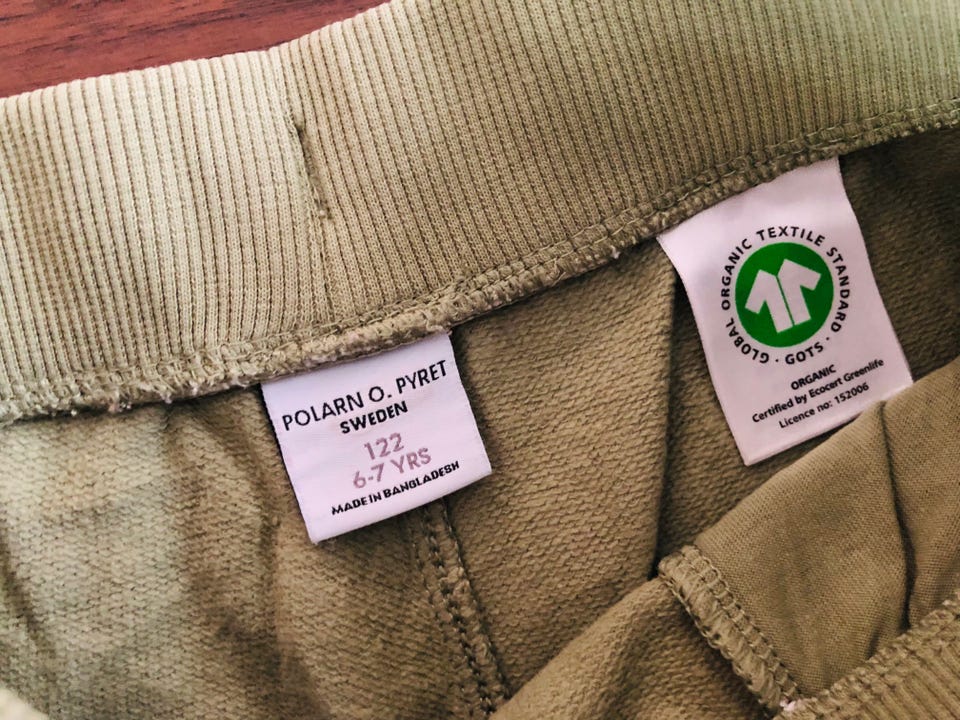 POLARN O. PYRET
SWEDEN
122
6-7 YRS
MADE IN BANGLADESH
GLOBAL ORGANIC TEXTILE STANDARD · GOTS ·
ORGANIC
Certified by Ecocert Greenlife
Licence no: 152006